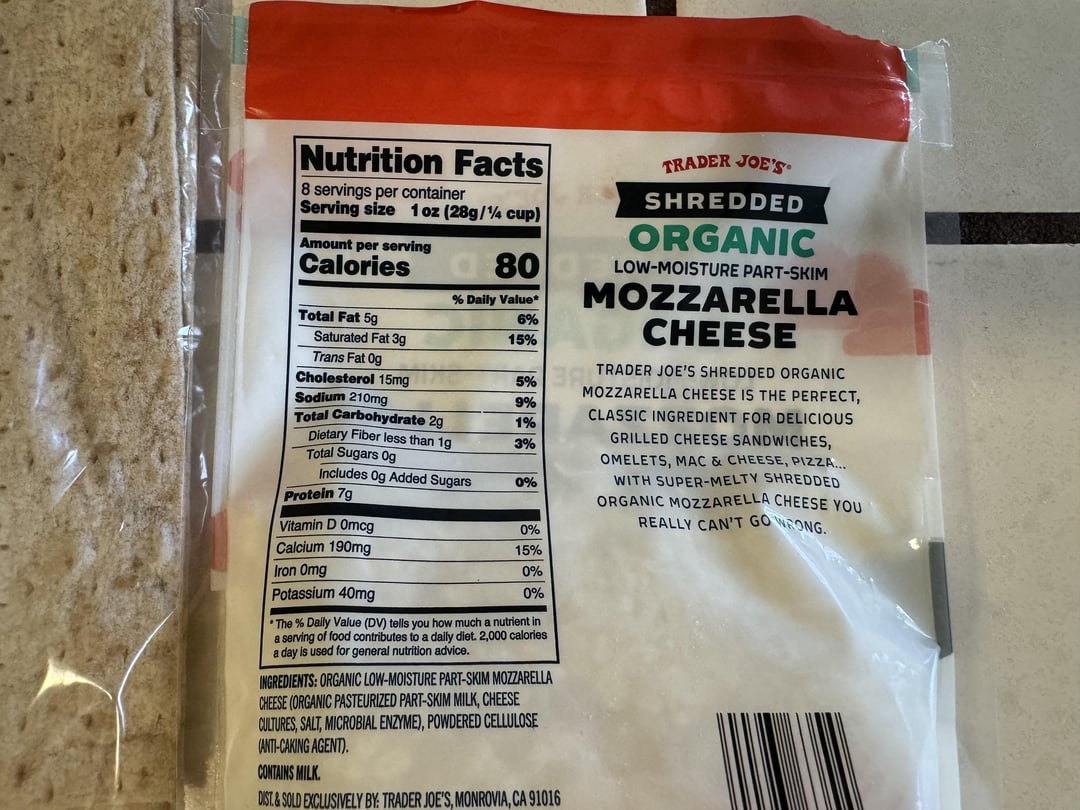 Nutrition Facts
8 servings per container
Serving size 1 oz (28g/¼ cup)
Amount per serving
Calories 80
% Daily Value*
Total Fat 5g 6%
Saturated Fat 3g 15%
Trans Fat 0g
Cholesterol 15mg 5%
Sodium 210mg 9%
Total Carbohydrate 2g 1%
Dietary Fiber less than 1g 3%
Total Sugars 0g
Includes 0g Added Sugars 0%
Protein 7g
Vitamin D 0mcg 0%
Calcium 190mg 15%
Iron 0mg 0%
Potassium 40mg 0%
* The % Daily Value (DV) tells you how much a nutrient in
a serving of food contributes to a daily diet. 2,000 calories
a day is used for general nutrition advice.
INGREDIENTS: ORGANIC LOW-MOISTURE PART-SKIM MOZZARELLA
CHEESE (ORGANIC PASTEURIZED PART-SKIM MILK, CHEESE
CULTURES, SALT, MICROBIAL ENZYME), POWDERED CELLULOSE
(ANTI-CAKING AGENT).
CONTAINS MILK.
DIST. & SOLD EXCLUSIVELY BY: TRADER JOE'S, MONROVIA, CA 91016
TRADER JOE'S®
SHREDDED
ORGANIC
LOW-MOISTURE PART-SKIM
MOZZARELLA
CHEESE
TRADER JOE'S SHREDDED ORGANIC
MOZZARELLA CHEESE IS THE PERFECT,
CLASSIC INGREDIENT FOR DELICIOUS
GRILLED CHEESE SANDWICHES,
OMELETS, MAC & CHEESE, PIZZA...
WITH SUPER-MELTY SHREDDED
ORGANIC MOZZARELLA CHEESE YOU
REALLY CAN'T GO WRONG.